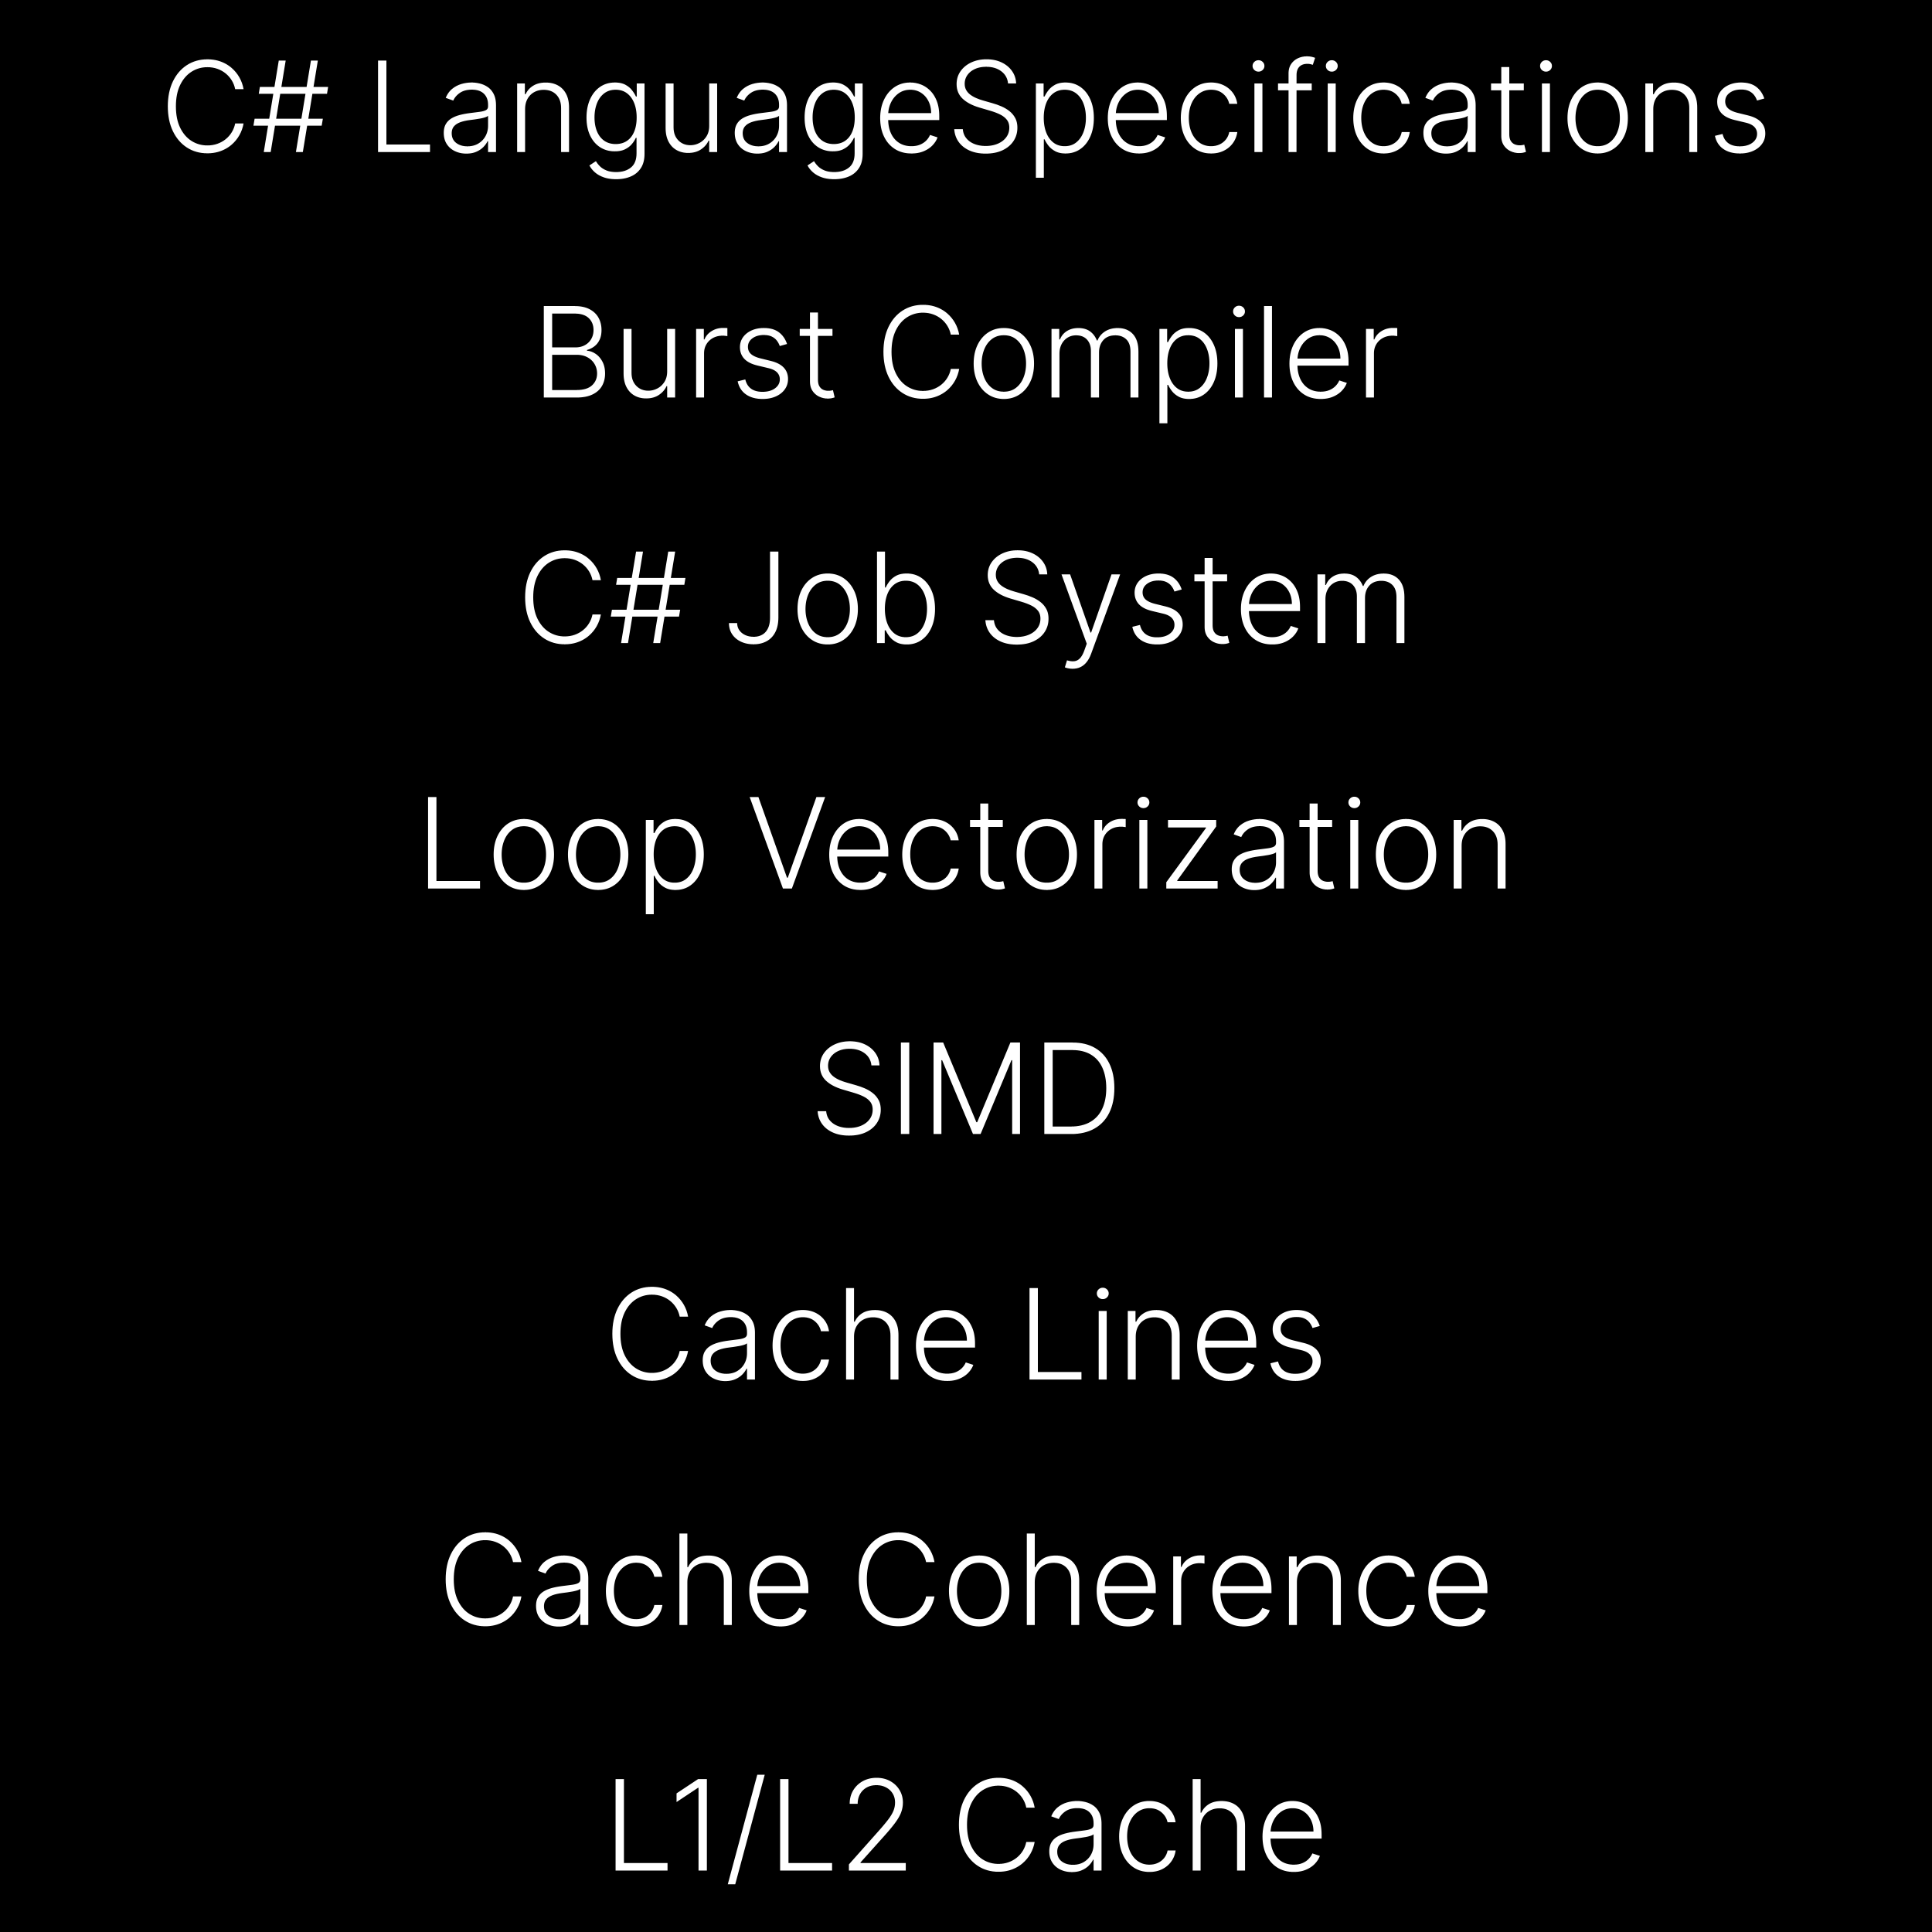 C# LanguageSpecifications
Burst Compiler
C# Job System
Loop Vectorization
SIMD
Cache Lines
Cache Coherence
L1/L2 Cache